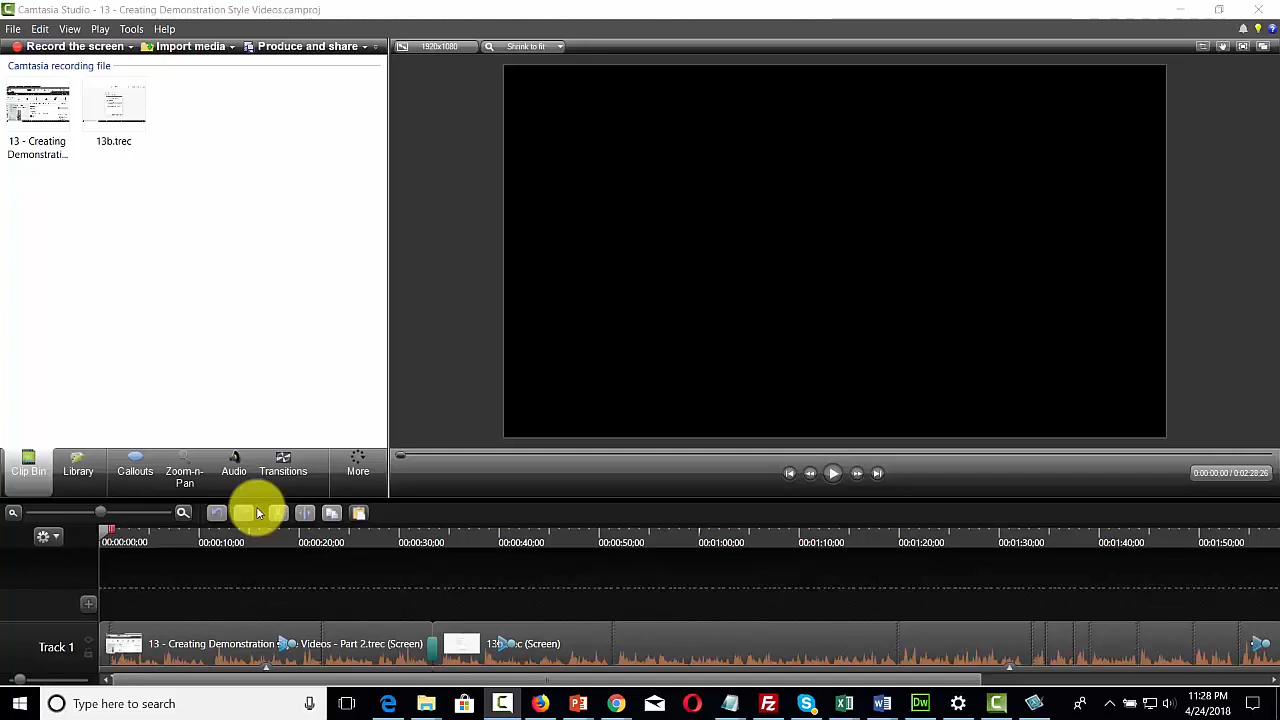 Camtasia Studio - 13 - Creating Demonstration Style Videos.camproj
File Edit View Play Tools Help
Record the screen Import media Produce and share 1920x1080 Shrink to fit
Camtasia recording file
13 - Creating
Demonstrati...
13b.trec
Clip Bin Library Callouts Zoom-n-
Pan
Audio Transitions More
0:00:00;00 / 0:02:28;26
00:00:00;00 00:00:10;00 00:00:20;00 00:00:30;00 00:00:40;00 00:00:50;00 00:01:00;00 00:01:10;00 00:01:20;00 00:01:30;00 00:01:40;00 00:01:50;00
Track 1 13 - Creating Demonstration Videos - Part 2.trec (Screen) (Screen)
Type here to search
11:28 PM
4/24/2018